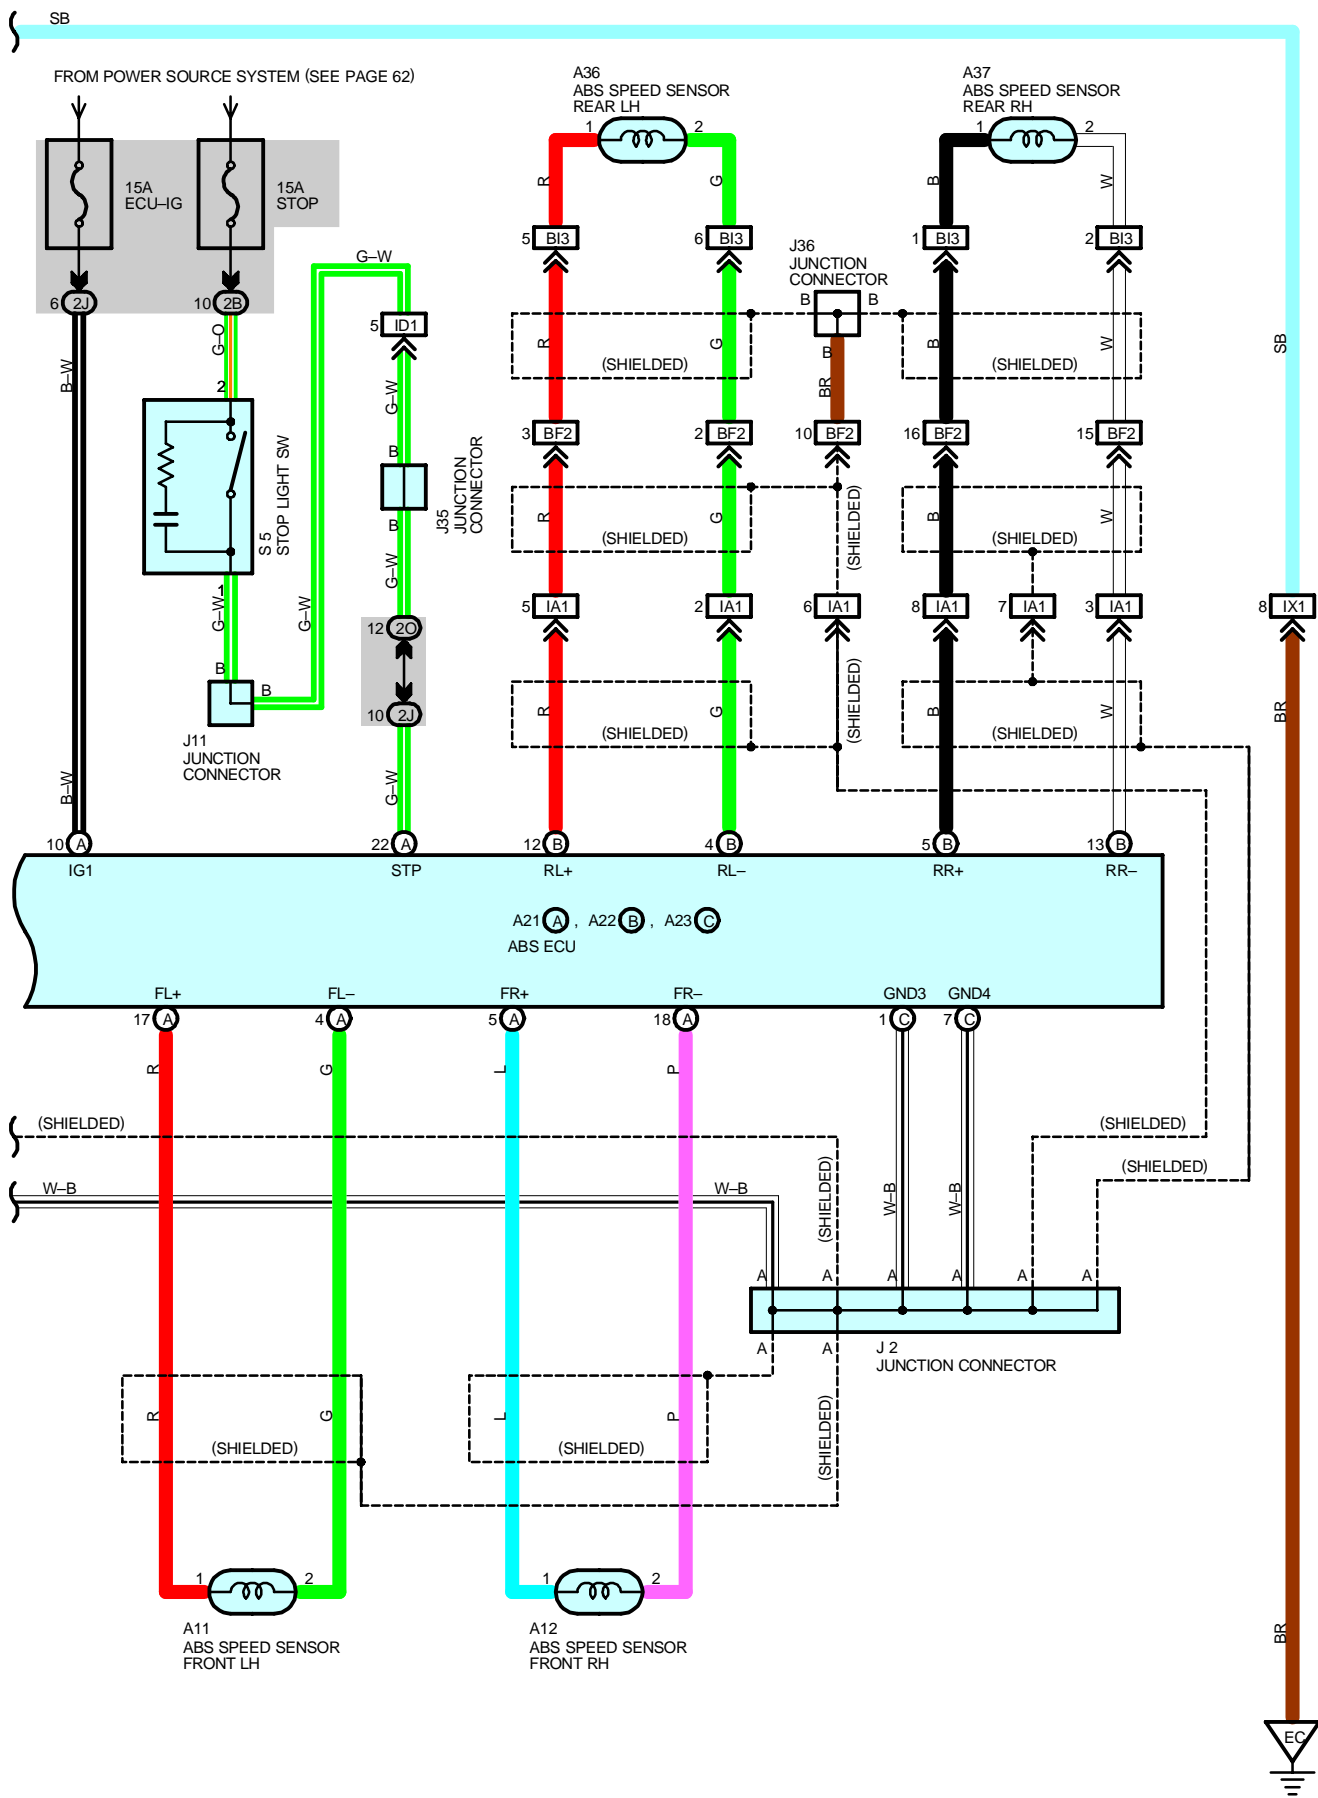 SB
FROM POWER SOURCE SYSTEM (SEE PAGE 62)
A36
ABS SPEED SENSOR
REAR LH
A37
ABS SPEED SENSOR
REAR RH
1 2
1 2
15A
ECU–IG
15A
STOP
R G B W
5 BI3
6 BI3
1 BI3
2 BI3
J36
JUNCTION
CONNECTOR
G–W
6 2J
10 2B
B B
5 ID1
G–O
B–W
R G B W
SB
(SHIELDED)
(SHIELDED)
B
BR
2
G–W
3 BF2
2 BF2
10 BF2
16 BF2
15 BF2
B
S 5
STOP LIGHT SW
J35
JUNCTION
CONNECTOR
B
R G B W
(SHIELDED)
(SHIELDED)
(SHIELDED)
G–W
1
G–W
G–W
5 IA1
2 IA1
6 IA1
8 IA1
7 IA1
3 IA1
8 IX1
12 2O
B
B
10 2J
R G B W
(SHIELDED)
BR
(SHIELDED)
(SHIELDED)
J11
JUNCTION
CONNECTOR
B–W
G–W
10 A
22 A
12 B
4 B
5 B
13 B
IG1
STP
RL+
RL–
RR+
RR–
A21 A , A22 B , A23 C
ABS ECU
FL+
FL–
FR+
FR–
GND3
GND4
17 A
4 A
5 A
18 A
1 C
7 C
R G L P
(SHIELDED)
(SHIELDED)
(SHIELDED)
W–B
W–B
(SHIELDED)
W–B
W–B
A A A A A A
A A
J 2
JUNCTION CONNECTOR
R G L P
(SHIELDED)
(SHIELDED)
(SHIELDED)
1 2
1 2
A11
ABS SPEED SENSOR
FRONT LH
A12
ABS SPEED SENSOR
FRONT RH
BR
EC